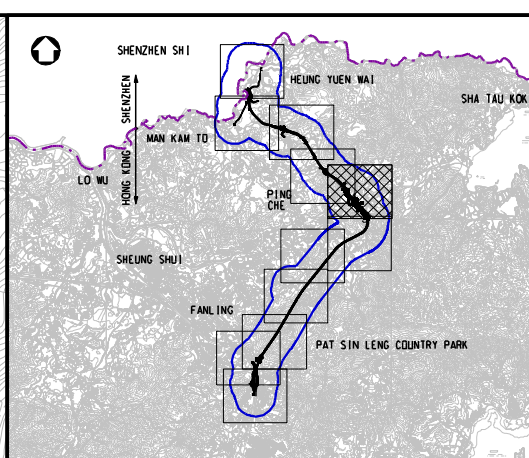 SHENZHEN SHI
HEUNG YUEN WAI
SHA TAU KOK
HONG KONG SHENZHEN
MAN KAM TO
LO WU
PING
CHE
SHEUNG SHUI
FANLING
PAT SIN LENG COUNTRY PARK